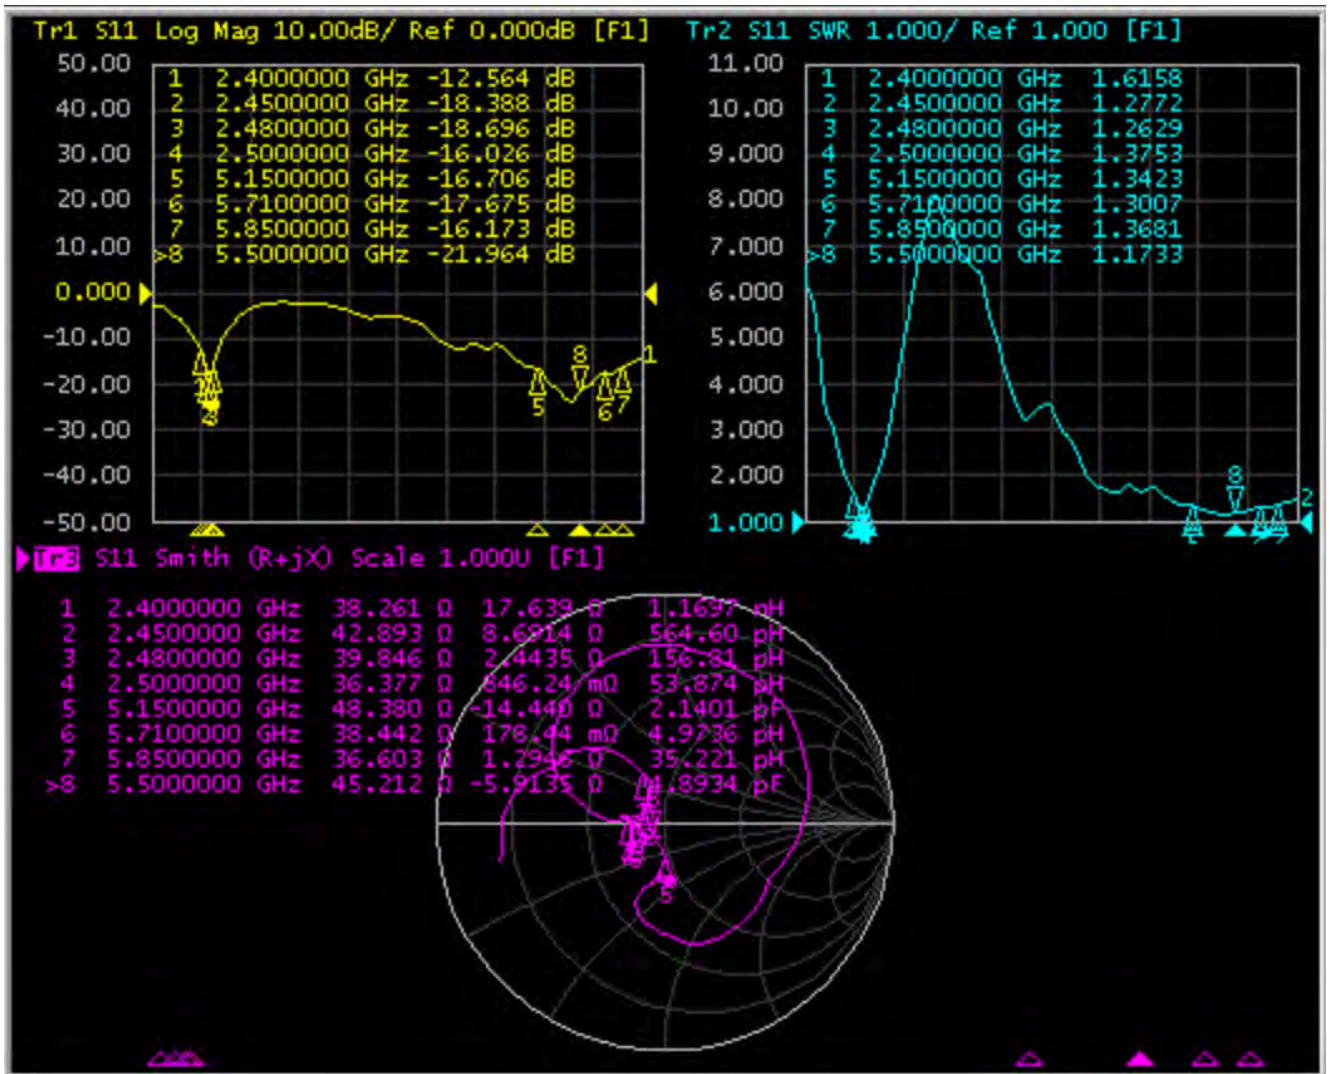 Tr1 S11 Log Mag 10.00dB/ Ref 0.000dB [F1]
50.00
1 2.4000000 GHz -12.564 dB
40.00
2 2.4500000 GHz -18.388 dB
3 2.4800000 GHz -18.696 dB
30.00
4 2.5000000 GHz -16.026 dB
5 5.1500000 GHz -16.706 dB
20.00
6 5.7100000 GHz -17.675 dB
7 5.8500000 GHz -16.173 dB
10.00
>8 5.5000000 GHz -21.964 dB
0.000
-10.00
-20.00
-30.00
-40.00
-50.00
8
1
5
6
7
Tr2 S11 SWR 1.000/ Ref 1.000 [F1]
11.00
1 2.4000000 GHz 1.6158
10.00
2 2.4500000 GHz 1.2772
3 2.4800000 GHz 1.2629
9.000
4 2.5000000 GHz 1.3753
5 5.1500000 GHz 1.3423
8.000
6 5.7100000 GHz 1.3007
7 5.8500000 GHz 1.3681
7.000
>8 5.5000000 GHz 1.1733
6.000
5.000
4.000
3.000
2.000
1.000
8
2
Tr3 S11 Smith (R+jX) Scale 1.000U [F1]
1 2.4000000 GHz 38.261 Ω 17.639 Ω 1.1697 pH
2 2.4500000 GHz 42.893 Ω 8.6914 Ω 564.60 pH
3 2.4800000 GHz 39.846 Ω 2.4435 Ω 156.81 pH
4 2.5000000 GHz 36.377 Ω 846.24 mΩ 53.874 pH
5 5.1500000 GHz 48.380 Ω -14.440 Ω 2.1401 pF
6 5.7100000 GHz 38.442 Ω 178.44 mΩ 4.9736 pH
7 5.8500000 GHz 36.603 Ω 1.2946 Ω 35.221 pH
>8 5.5000000 GHz 45.212 Ω -5.9135 Ω 4.8934 pF
5